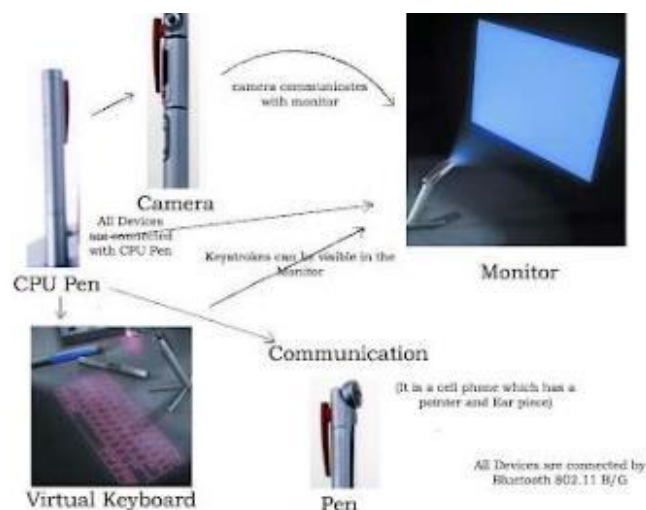 camera communicates
with monitor
Camera
All Devices
are connected
with CPU Pen
Keystrokes can be visible in the
Monitor
Monitor
CPU Pen
Communication
(It is a cell phone which has a
pointer and Ear piece)
All Devices are connected by
Bluetooth 802.11 B/G
Virtual Keyboard
Pen